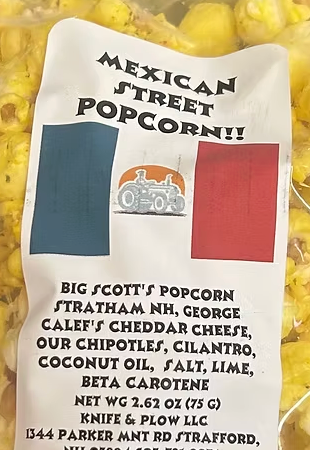 MEXICAN
STREET
POPCORN!!
BIG SCOTT'S POPCORN
STRATHAM NH, GEORGE
CALEF'S CHEDDAR CHEESE,
OUR CHIPOTLES, CILANTRO,
COCONUT OIL, SALT, LIME,
BETA CAROTENE
NET WG 2.62 OZ (75 G)
KNIFE & PLOW LLC
1344 PARKER MNT RD STRAFFORD,